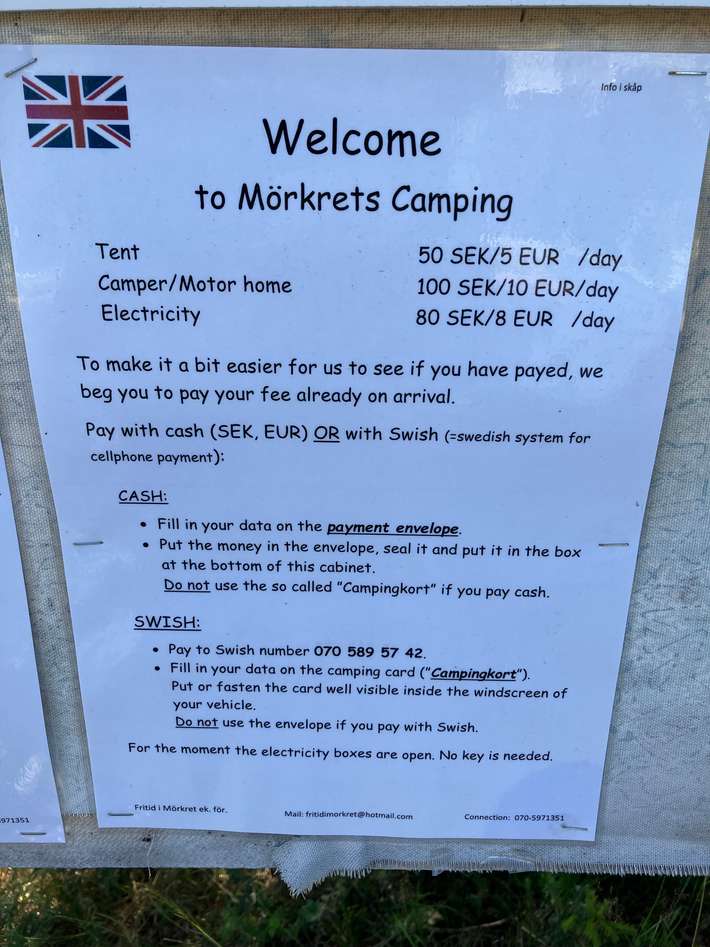 Info i skåp
Welcome
to Mörkrets Camping
Tent 50 SEK/5 EUR /day
Camper/Motor home 100 SEK/10 EUR/day
Electricity 80 SEK/8 EUR /day
To make it a bit easier for us to see if you have payed, we
beg you to pay your fee already on arrival.
Pay with cash (SEK, EUR) OR with Swish (=swedish system for
cellphone payment):
CASH:
• Fill in your data on the payment envelope.
• Put the money in the envelope, seal it and put it in the box
at the bottom of this cabinet.
Do not use the so called "Campingkort" if you pay cash.
SWISH:
• Pay to Swish number 070 589 57 42.
• Fill in your data on the camping card ("Campingkort").
Put or fasten the card well visible inside the windscreen of
your vehicle.
Do not use the envelope if you pay with Swish.
For the moment the electricity boxes are open. No key is needed.
Fritid i Mörkret ek. för. Mail: fritidimorkret@hotmail.com Connection: 070-5971351
5971351